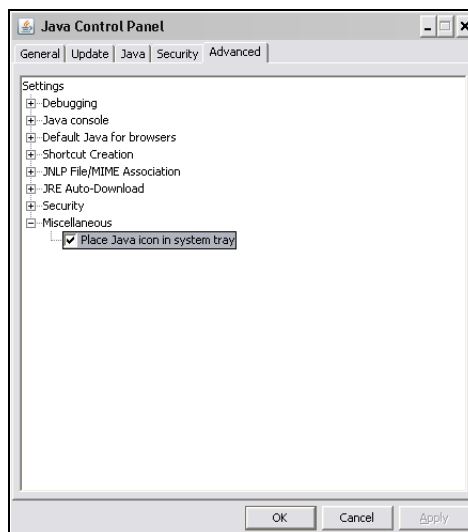 Java Control Panel
General Update Java Security Advanced
Settings
Debugging
Java console
Default Java for browsers
Shortcut Creation
JNLP File/MIME Association
JRE Auto-Download
Security
Miscellaneous
Place Java icon in system tray
OK Cancel Apply